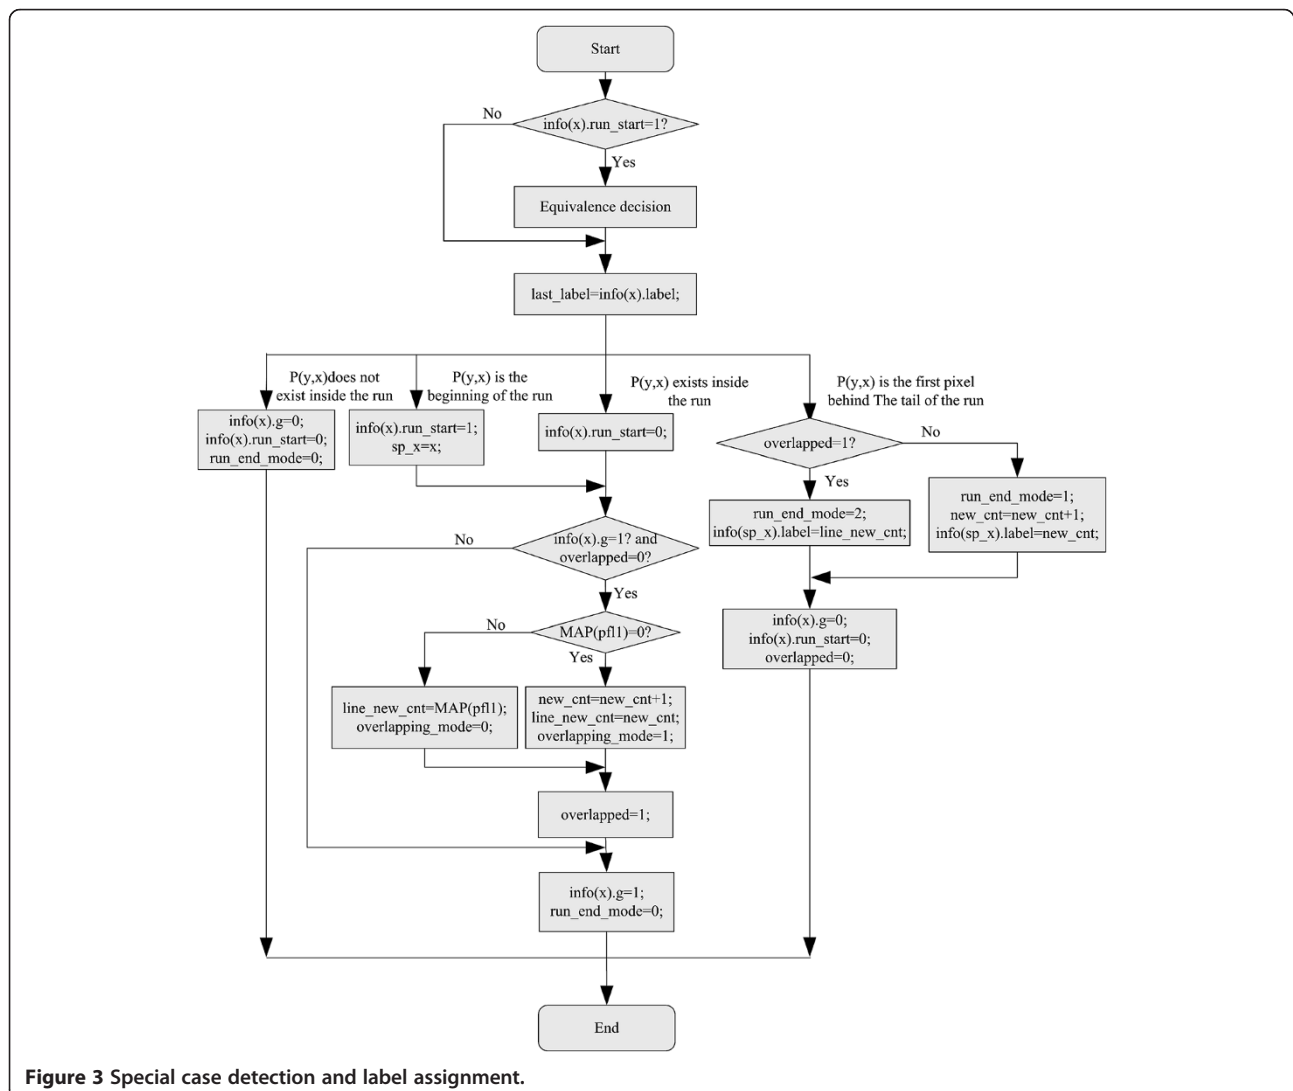 Start
No
info(x).run_start=1?
Yes
Equivalence decision
last_label=info(x).label;
P(y,x)does not
exist inside the run
P(y,x) is the
beginning of the run
P(y,x) exists inside
the run
P(y,x) is the first pixel
behind The tail of the run
info(x).g=0;
info(x).run_start=0;
run_end_mode=0;
info(x).run_start=1;
sp_x=x;
info(x).run_start=0;
overlapped=1?
No
Yes
run_end_mode=2;
info(sp_x).label=line_new_cnt;
run_end_mode=1;
new_cnt=new_cnt+1;
info(sp_x).label=new_cnt;
No
info(x).g=1? and
overlapped=0?
Yes
No
MAP(pfl1)=0?
Yes
info(x).g=0;
info(x).run_start=0;
overlapped=0;
line_new_cnt=MAP(pfl1);
overlapping_mode=0;
new_cnt=new_cnt+1;
line_new_cnt=new_cnt;
overlapping_mode=1;
overlapped=1;
info(x).g=1;
run_end_mode=0;
End
Figure 3 Special case detection and label assignment.